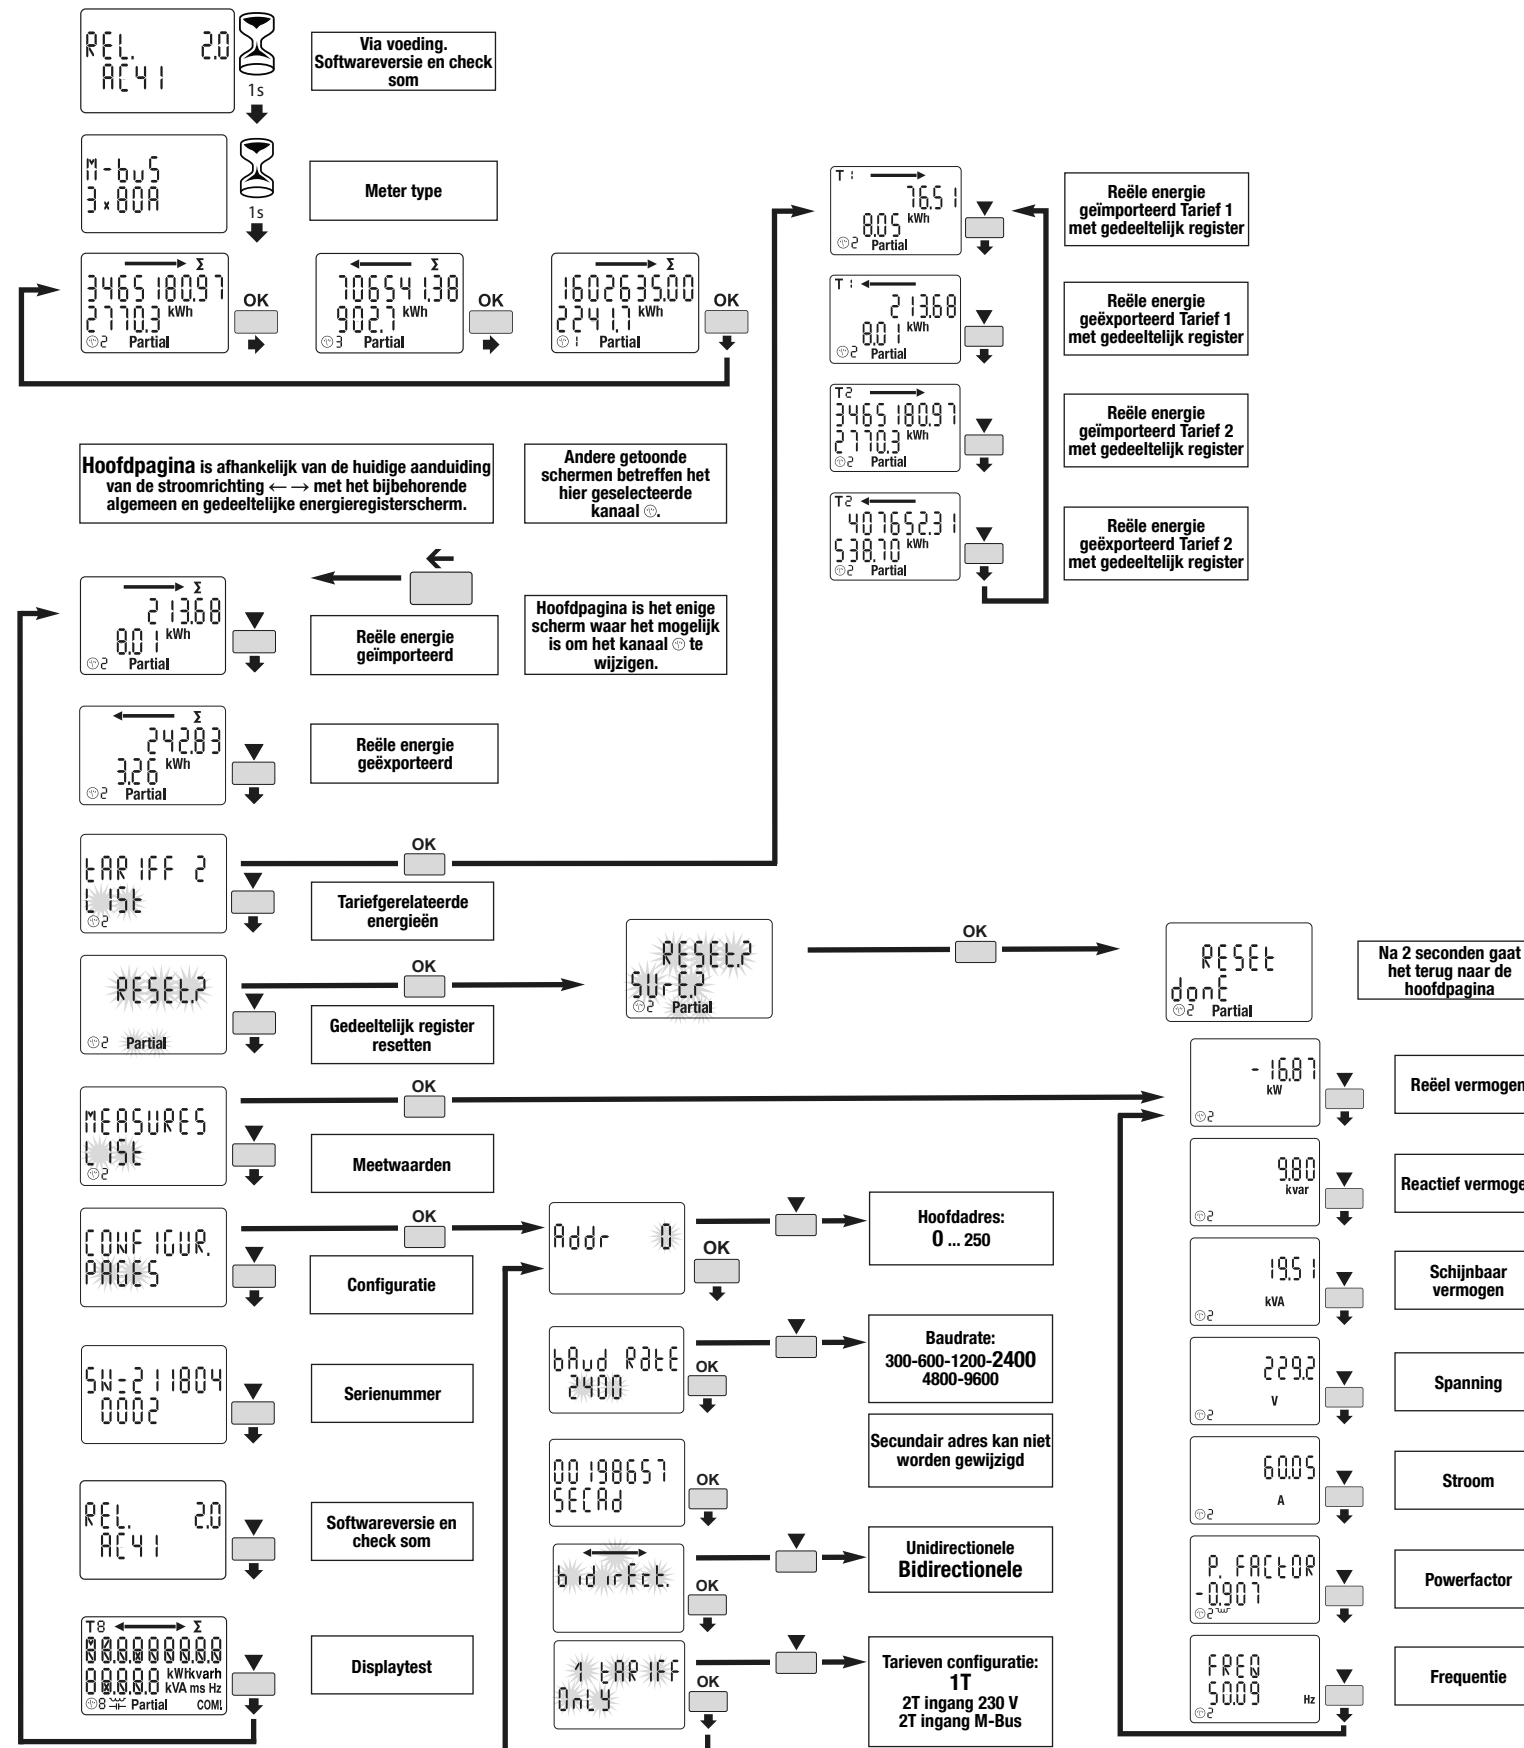 REL. 2.0
AC41
1s
Via voeding.
Softwareversie en check
som
M-buS
3x80A
1s
Meter type
Σ
3465180.97
2770.3 kWh
2 Partial
OK
Σ
706541.38
902.7 kWh
3 Partial
OK
Σ
1602635.00
2241.7 kWh
1 Partial
OK
T1
76.51
8.05 kWh
2 Partial
Reële energie
geïmporteerd Tarief 1
met gedeeltelijk register
T1
213.68
8.01 kWh
2 Partial
Reële energie
geëxporteerd Tarief 1
met gedeeltelijk register
T2
3465180.97
2770.3 kWh
2 Partial
Reële energie
geïmporteerd Tarief 2
met gedeeltelijk register
T2
407652.31
538.70 kWh
2 Partial
Reële energie
geëxporteerd Tarief 2
met gedeeltelijk register
Hoofdpagina is afhankelijk van de huidige aanduiding
van de stroomrichting ←→ met het bijbehorende
algemeen en gedeeltelijke energieregisterscherm.
Andere getoonde
schermen betreffen het
hier geselecteerde
kanaal .
Σ
213.68
8.01 kWh
2 Partial
Reële energie
geïmporteerd
Hoofdpagina is het enige
scherm waar het mogelijk
is om het kanaal te
wijzigen.
Σ
242.83
3.26 kWh
2 Partial
Reële energie
geëxporteerd
tARIFF 2
LISt
2
OK
Tariefgerelateerde
energieën
RESEt.?
2 Partial
OK
Gedeeltelijk register
resetten
RESEt.?
SUrE.?
2 Partial
OK
RESEt
donE
2 Partial
Na 2 seconden gaat
het terug naar de
hoofdpagina
MEASURES
LISt
2
OK
Meetwaarden
-16.87
kW
2
Reëel vermogen
9.80
kvar
2
Reactief vermoge
19.51
kVA
2
Schijnbaar
vermogen
229.2
V
2
Spanning
60.05
A
2
Stroom
P. FACtOR
-0.907
2
Powerfactor
FREQ
50.09
Hz
2
Frequentie
CONFIGUR.
PAGES
OK
Configuratie
Addr 0
OK
Hoofdadres:
0 ... 250
bAud RAtE
2400
OK
Baudrate:
300-600-1200-2400
4800-9600
Secundair adres kan niet
worden gewijzigd
00198657
SECAd
OK
bidirEct.
OK
Unidirectionele
Bidirectionele
1 tARIFF
OnLY
OK
Tarieven configuratie:
1T
2T ingang 230 V
2T ingang M-Bus
SN-211804
0002
Serienummer
REL. 2.0
AC41
Softwareversie en
check som
T8 Σ
88888888
88888 kWhkvarh
kVA ms Hz
8 Partial COM!
Displaytest